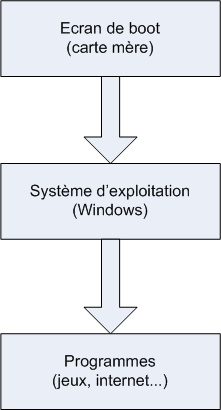 Ecran de boot
(carte mère)
Système d'exploitation
(Windows)
Programmes
(jeux, internet...)